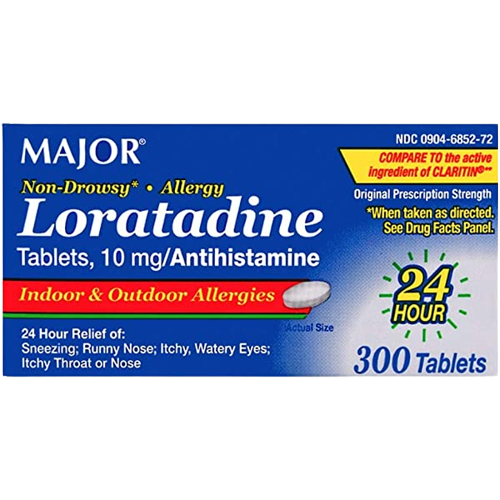 NDC 0904-6852-72
MAJOR®
COMPARE TO the active
ingredient of CLARITIN®**
Non-Drowsy* • Allergy
Original Prescription Strength
Loratadine
*When taken as directed.
See Drug Facts Panel.
Tablets, 10 mg/Antihistamine
Indoor & Outdoor Allergies
24
HOUR
Actual Size
24 Hour Relief of:
Sneezing; Runny Nose; Itchy, Watery Eyes;
Itchy Throat or Nose
300 Tablets